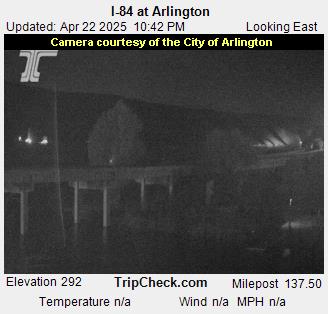 I-84 at Arlington
Updated: Apr 22 2025 10:42 PM Looking East
Camera courtesy of the City of Arlington
Elevation 292 TripCheck.com Milepost 137.50
Temperature n/a Wind n/a MPH n/a